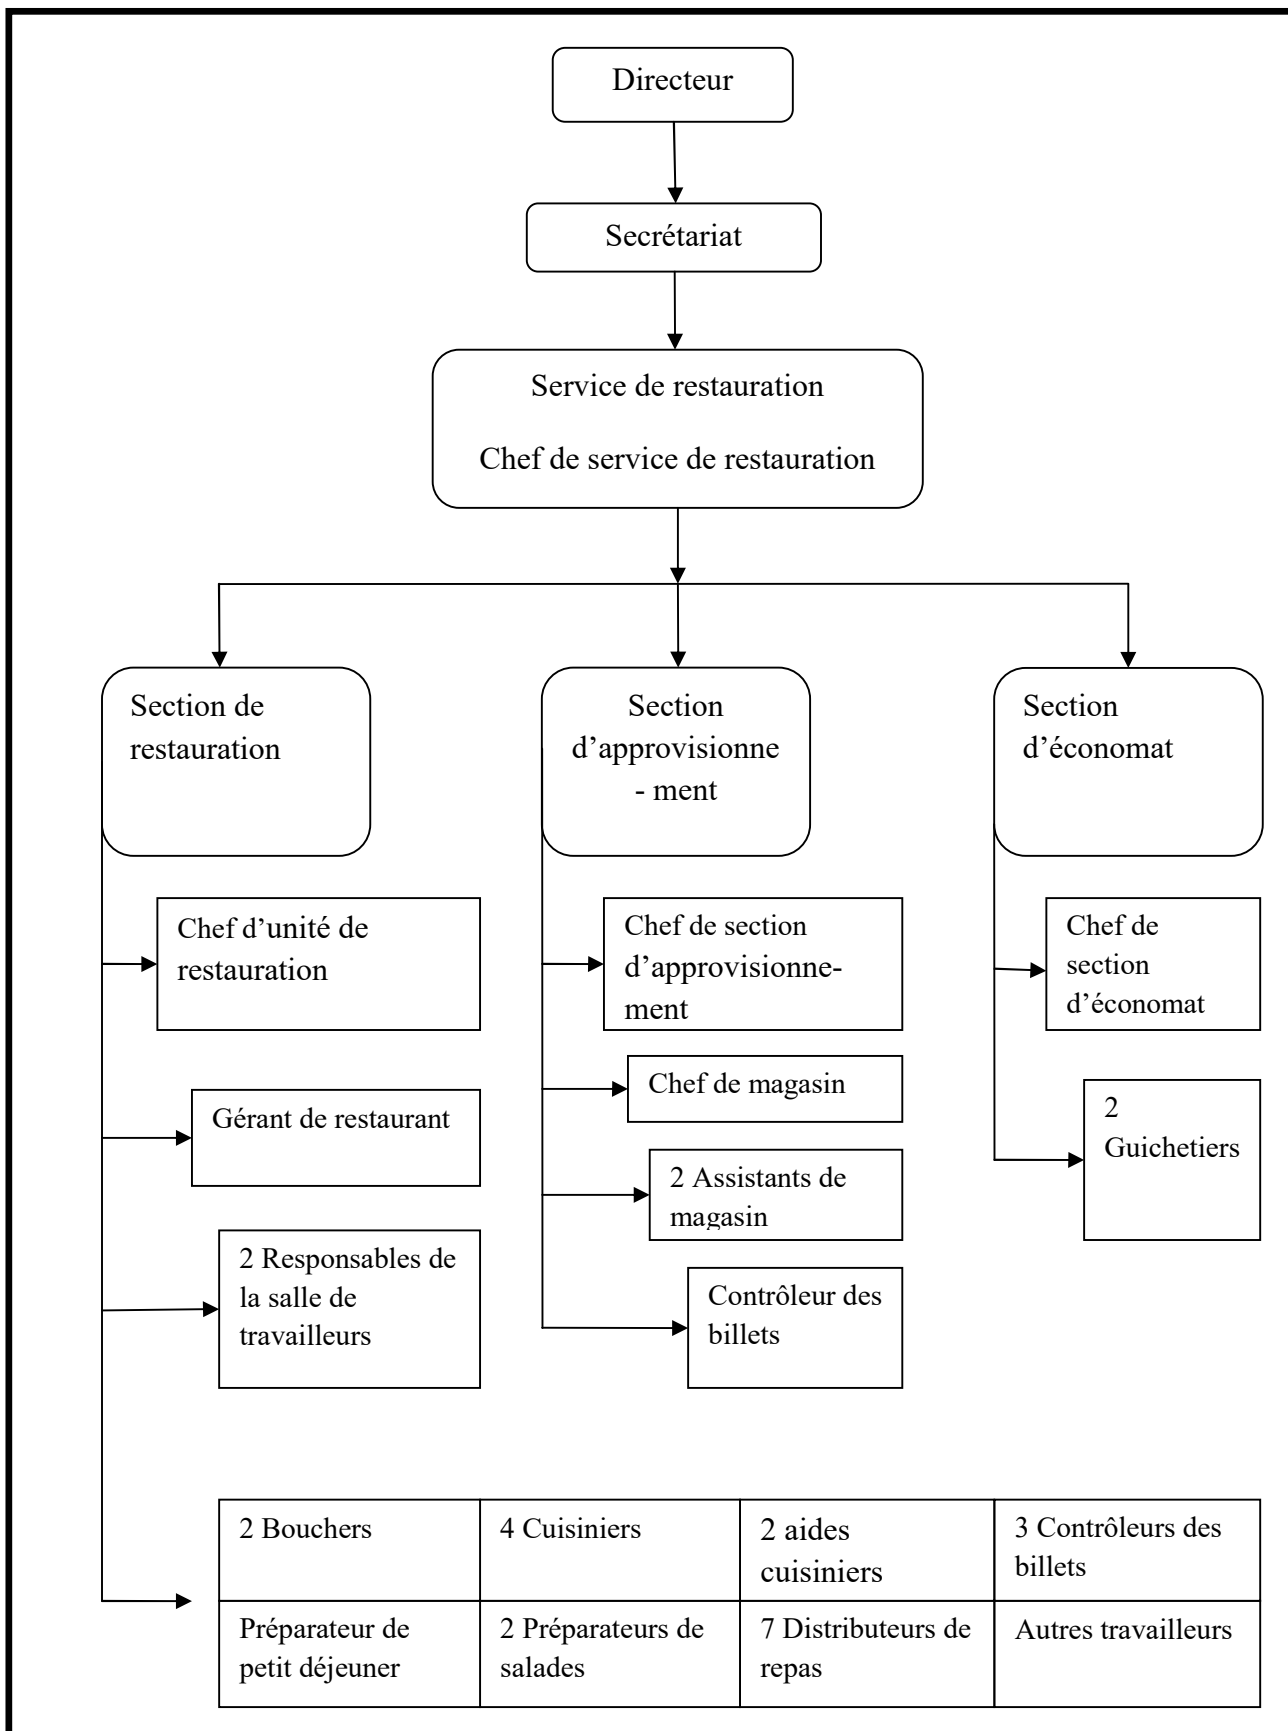 Directeur
Secrétariat
Service de restauration
Chef de service de restauration
Section de
restauration
Section
d’approvisionne
- ment
Section
d’économat
Chef d’unité de
restauration
Chef de section
d’approvisionne-
ment
Chef de
section
d’économat
Gérant de restaurant
Chef de magasin
2
Guichetiers
2 Assistants de
magasin
2 Responsables de
la salle de
travailleurs
Contrôleur des
billets
2 Bouchers
4 Cuisiniers
2 aides
cuisiniers
3 Contrôleurs des
billets
Préparateur de
petit déjeuner
2 Préparateurs de
salades
7 Distributeurs de
repas
Autres travailleurs